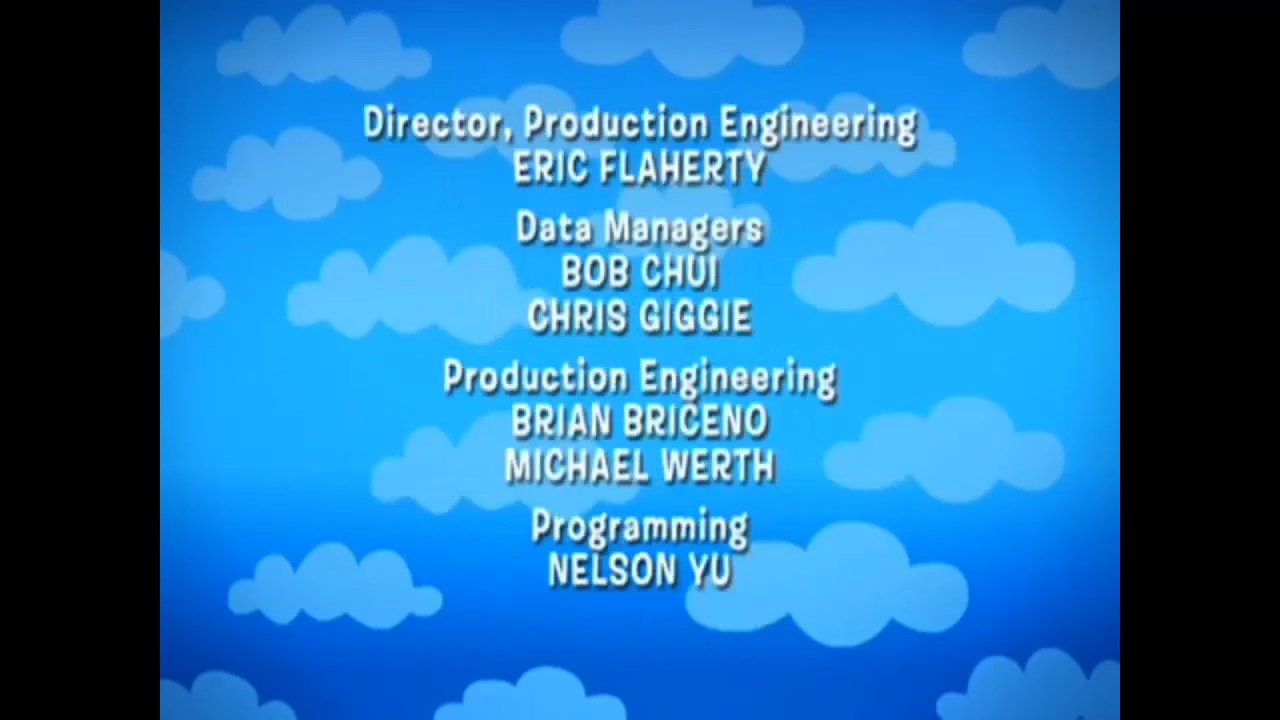 Director, Production Engineering
ERIC FLAHERTY
Data Managers
BOB CHUI
CHRIS GIGGIE
Production Engineering
BRIAN BRICENO
MICHAEL WERTH
Programming
NELSON YU